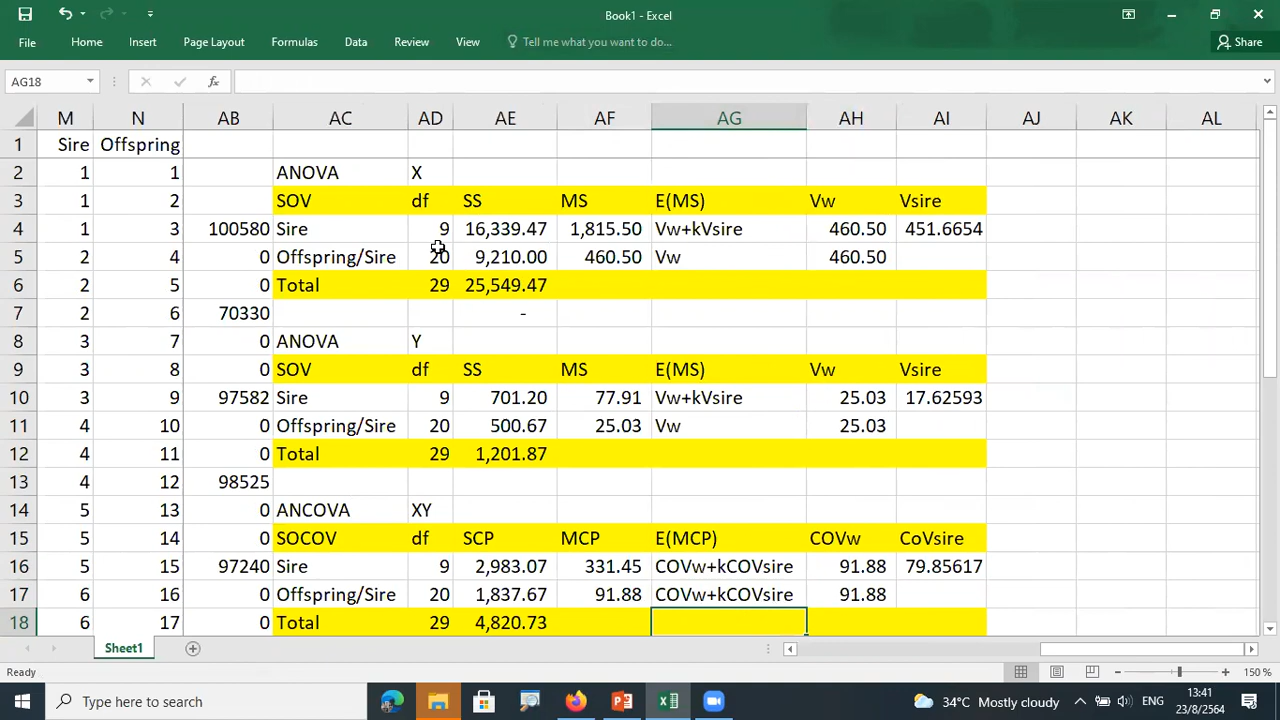 Book1 - Excel
File Home Insert Page Layout Formulas Data Review View Tell me what you want to do... Share
AG18 fx
M N AB AC AD AE AF AG AH AI AJ AK AL
1 Sire Offspring
2 1 1 ANOVA X
3 1 2 SOV df SS MS E(MS) Vw Vsire
4 1 3 100580 Sire 9 16,339.47 1,815.50 Vw+kVsire 460.50 451.6654
5 2 4 0 Offspring/Sire 20 9,210.00 460.50 Vw 460.50
6 2 5 0 Total 29 25,549.47
7 2 6 70330 -
8 3 7 0 ANOVA Y
9 3 8 0 SOV df SS MS E(MS) Vw Vsire
10 3 9 97582 Sire 9 701.20 77.91 Vw+kVsire 25.03 17.62593
11 4 10 0 Offspring/Sire 20 500.67 25.03 Vw 25.03
12 4 11 0 Total 29 1,201.87
13 4 12 98525
14 5 13 0 ANCOVA XY
15 5 14 0 SOCOV df SCP MCP E(MCP) COVw CoVsire
16 5 15 97240 Sire 9 2,983.07 331.45 COVw+kCOVsire 91.88 79.85617
17 6 16 0 Offspring/Sire 20 1,837.67 91.88 COVw+kCOVsire 91.88
18 6 17 0 Total 29 4,820.73
Sheet1
Ready 150 %
Type here to search 34°C Mostly cloudy ENG 13:41
23/8/2564